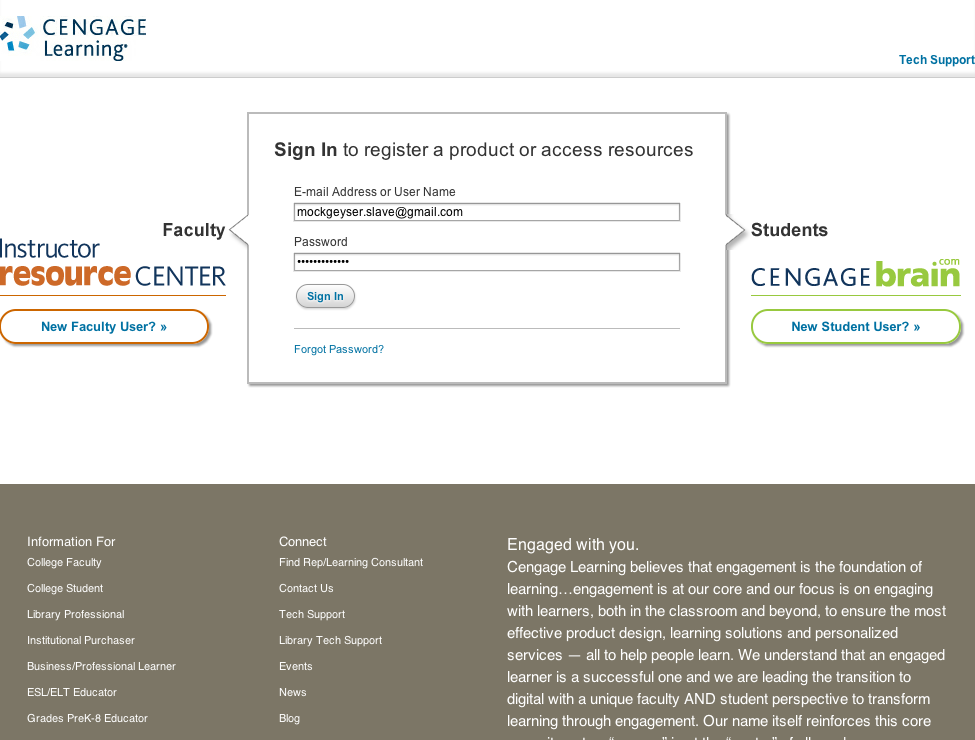 CENGAGE
Learning®
Tech Support
Sign In to register a product or access resources
E-mail Address or User Name
mockgeyser.slave@gmail.com
Password
•••••••••••••
Sign In
Forgot Password?
Faculty
Instructor
resource CENTER
New Faculty User? »
Students
CENGAGEbrain.com
New Student User? »
Information For
College Faculty
College Student
Library Professional
Institutional Purchaser
Business/Professional Learner
ESL/ELT Educator
Grades PreK-8 Educator
Connect
Find Rep/Learning Consultant
Contact Us
Tech Support
Library Tech Support
Events
News
Blog
Engaged with you.
Cengage Learning believes that engagement is the foundation of
learning…engagement is at our core and our focus is on engaging
with learners, both in the classroom and beyond, to ensure the most
effective product design, learning solutions and personalized
services — all to help people learn. We understand that an engaged
learner is a successful one and we are leading the transition to
digital with a unique faculty AND student perspective to transform
learning through engagement. Our name itself reinforces this core